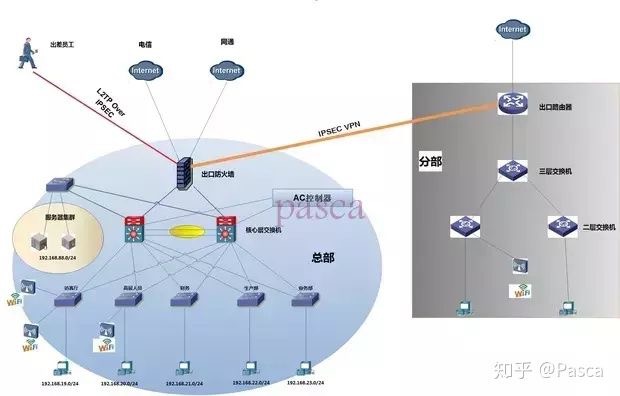 出差员工
电信
网通
Internet
Internet
Internet
L2TP Over
IPSEC
IPSEC VPN
出口防火墙
出口路由器
分部
三层交换机
二层交换机
AC控制器
pasca
核心层交换机
服务器集群
192.168.88.0/24
总部
访客厅
高层人员
财务
生产部
业务部
WiFi
WiFi
WiFi
WiFi
192.168.19.0/24
192.168.20.0/24
192.168.21.0/24
192.168.22.0/24
192.168.23.0/24
知乎 @Pasca